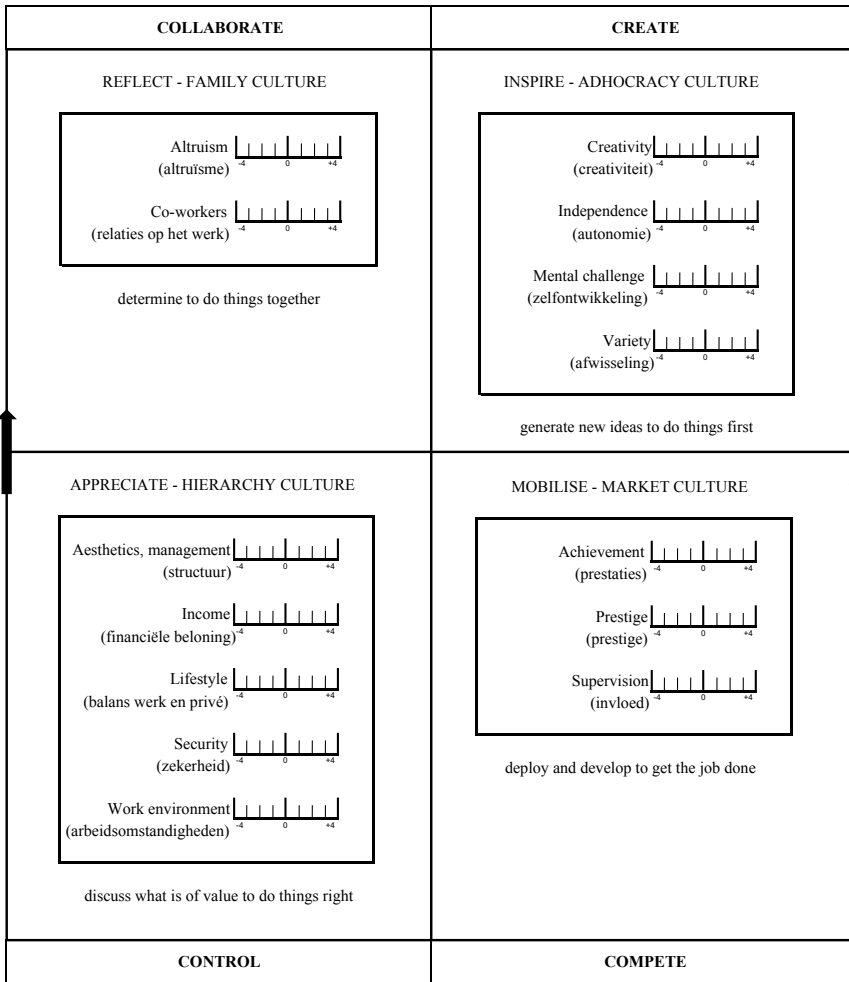 COLLABORATE
CREATE
REFLECT - FAMILY CULTURE
Altruism
-4 0 +4
(altruïsme)
Co-workers
-4 0 +4
(relaties op het werk)
determine to do things together
INSPIRE - ADHOCRACY CULTURE
Creativity
-4 0 +4
(creativiteit)
Independence
-4 0 +4
(autonomie)
Mental challenge
-4 0 +4
(zelfontwikkeling)
Variety
-4 0 +4
(afwisseling)
generate new ideas to do things first
APPRECIATE - HIERARCHY CULTURE
Aesthetics, management
-4 0 +4
(structuur)
Income
-4 0 +4
(financiële beloning)
Lifestyle
-4 0 +4
(balans werk en privé)
Security
-4 0 +4
(zekerheid)
Work environment
-4 0 +4
(arbeidsomstandigheden)
discuss what is of value to do things right
MOBILISE - MARKET CULTURE
Achievement
-4 0 +4
(prestaties)
Prestige
-4 0 +4
(prestige)
Supervision
-4 0 +4
(invloed)
deploy and develop to get the job done
CONTROL
COMPETE